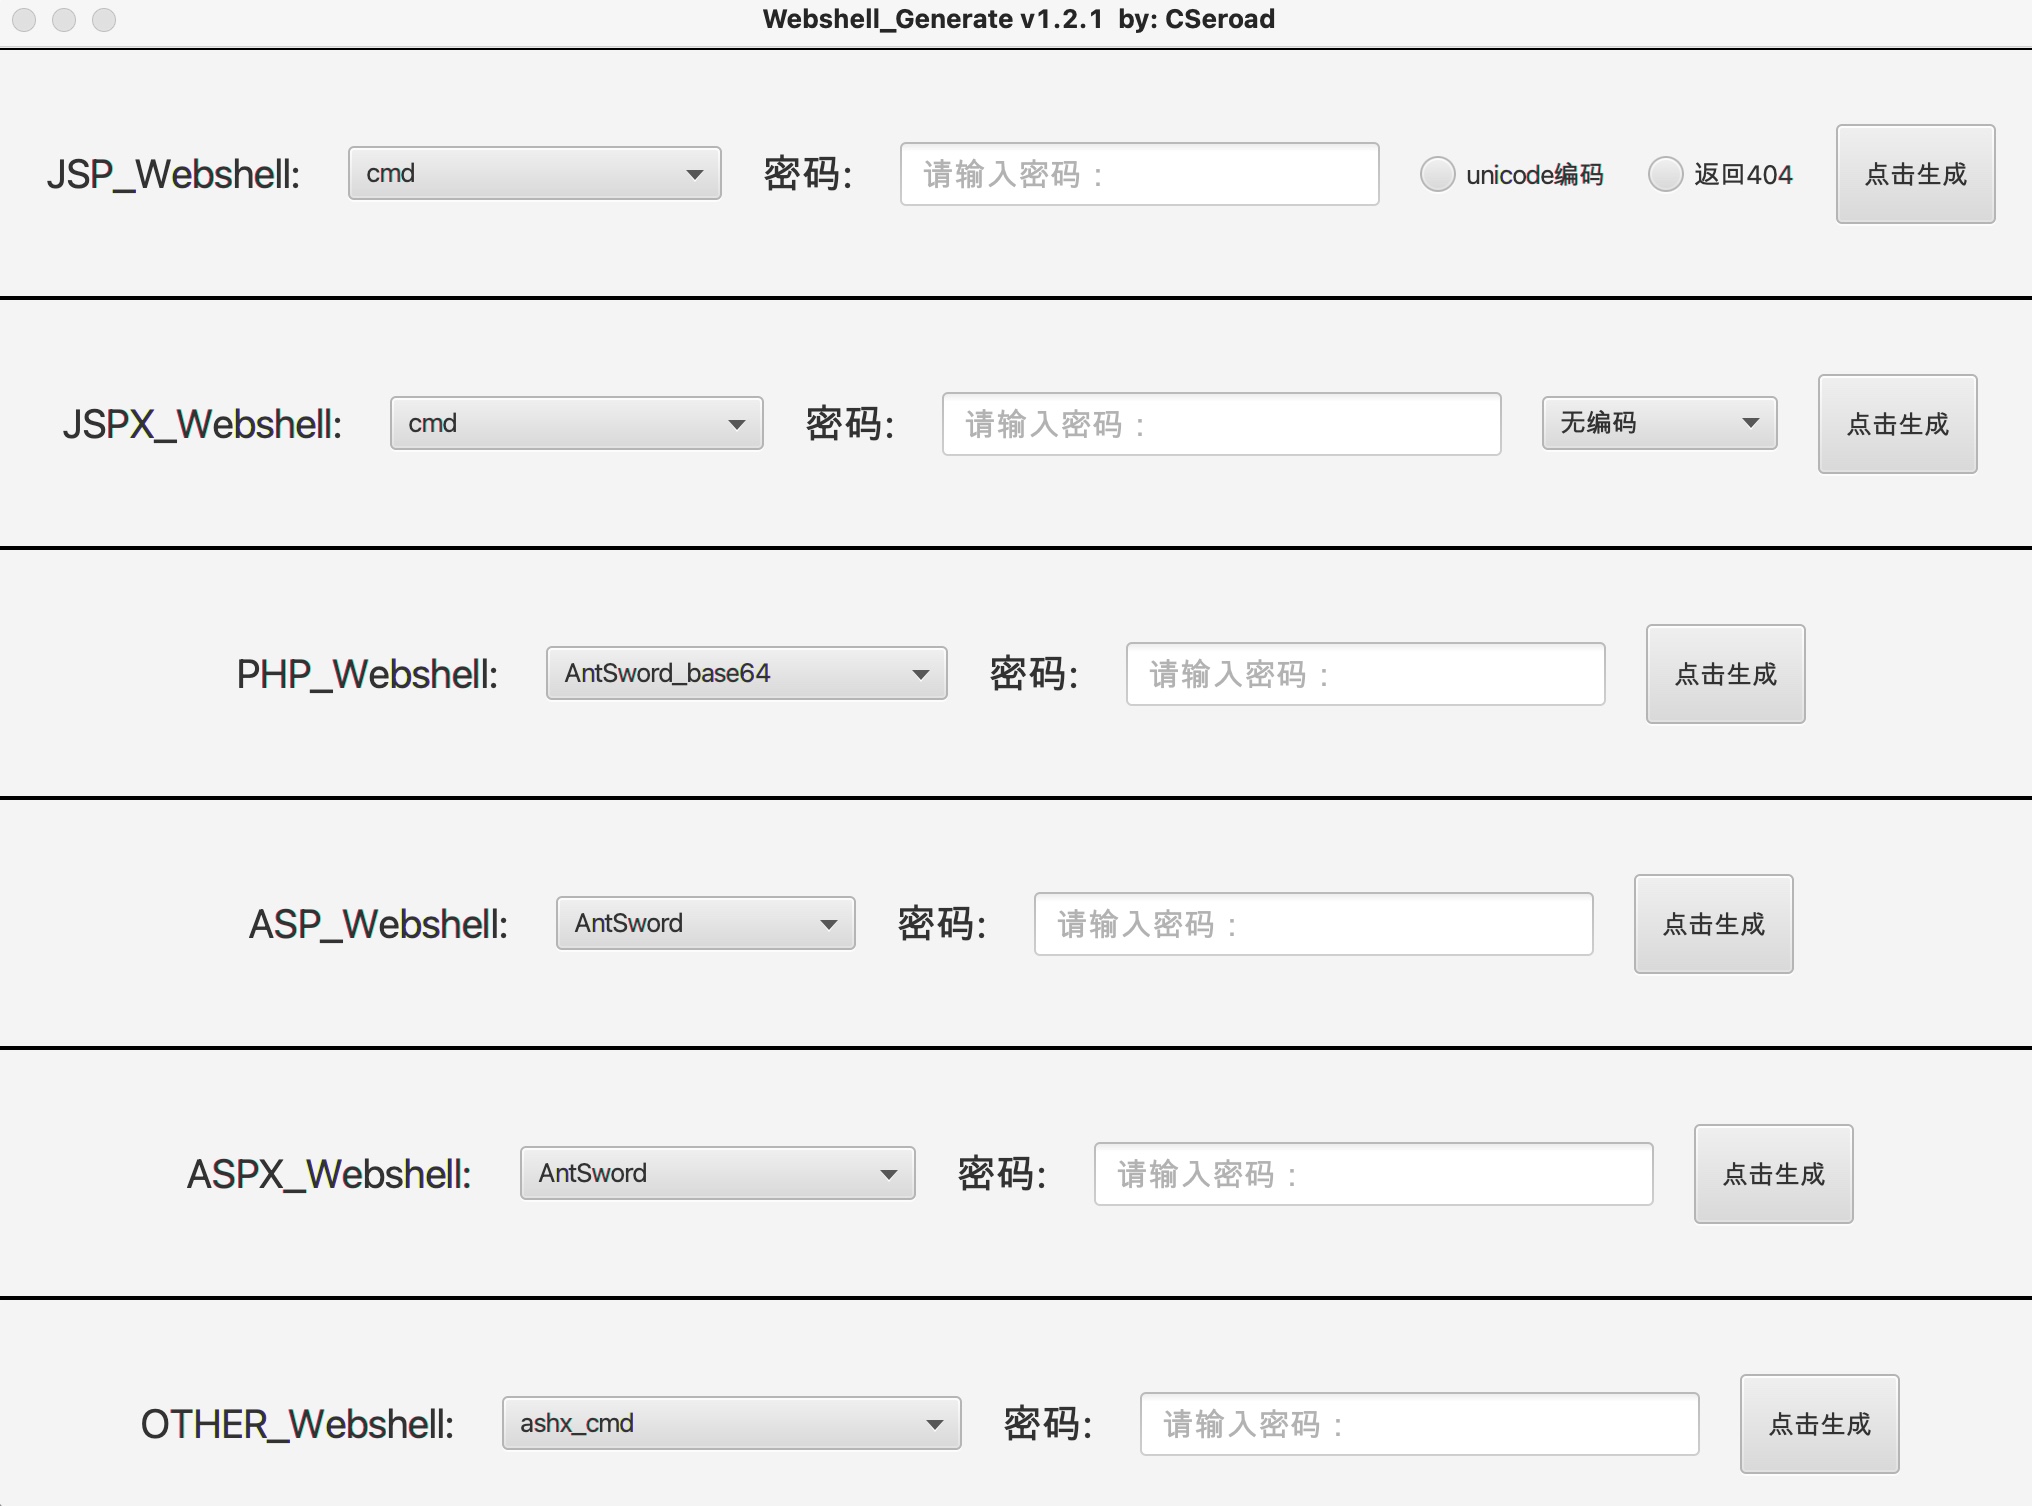 Webshell_Generate v1.2.1  by: CSeroad
JSP_Webshell: cmd 密码: 请输入密码： unicode编码 返回404 点击生成
JSPX_Webshell: cmd 密码: 请输入密码： 无编码 点击生成
PHP_Webshell: AntSword_base64 密码: 请输入密码： 点击生成
ASP_Webshell: AntSword 密码: 请输入密码： 点击生成
ASPX_Webshell: AntSword 密码: 请输入密码： 点击生成
OTHER_Webshell: ashx_cmd 密码: 请输入密码： 点击生成